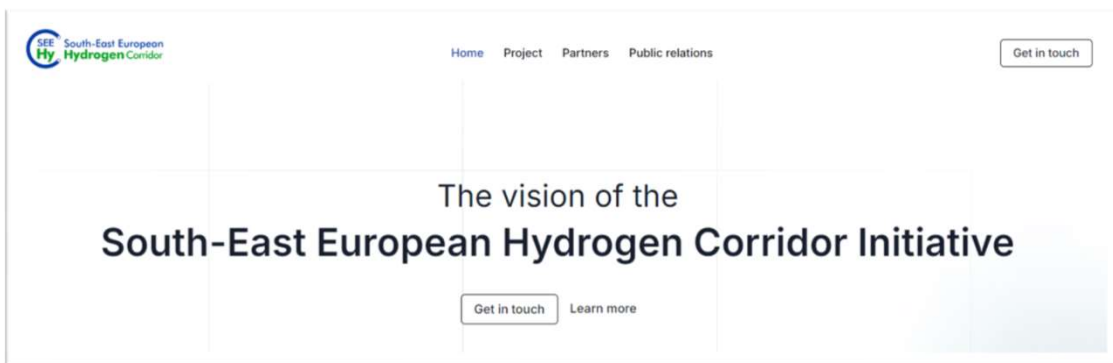 SEE South-East European
Hy Hydrogen Corridor
Home Project Partners Public relations
Get in touch
The vision of the
South-East European Hydrogen Corridor Initiative
Get in touch Learn more